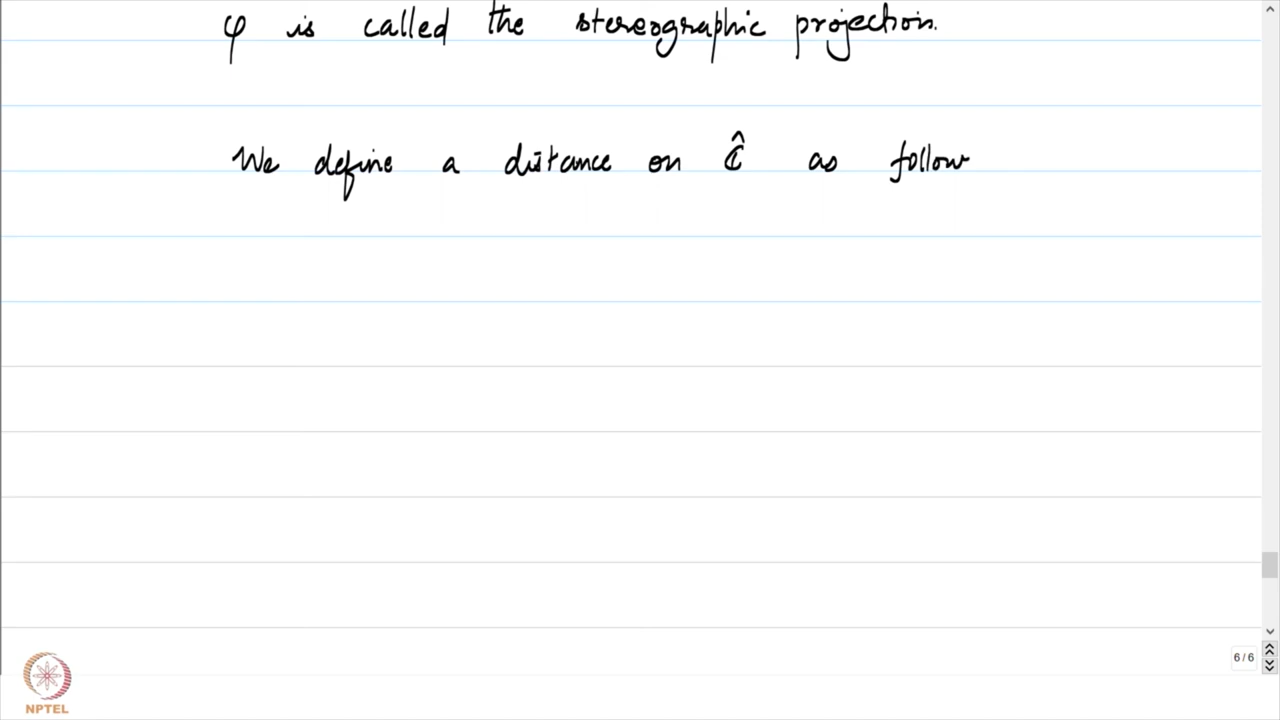 φ is called the stereographic projection.
We define a distance on Ĉ as follow
6 / 6
NPTEL